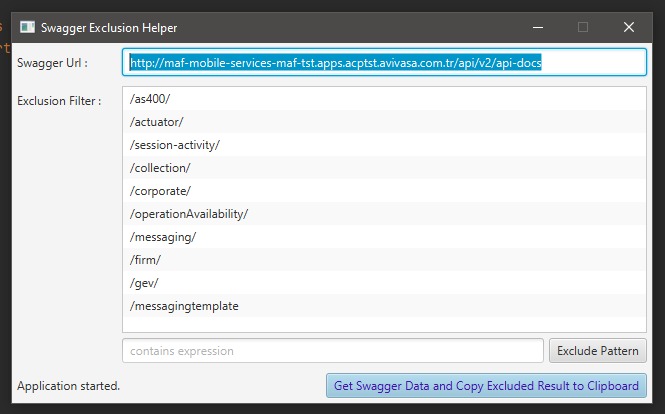 Swagger Exclusion Helper
Swagger Url :
http://maf-mobile-services-maf-tst.apps.acptst.avivasa.com.tr/api/v2/api-docs
Exclusion Filter :
/as400/
/actuator/
/session-activity/
/collection/
/corporate/
/operationAvailability/
/messaging/
/firm/
/gev/
/messagingtemplate
contains expression
Exclude Pattern
Application started.
Get Swagger Data and Copy Excluded Result to Clipboard